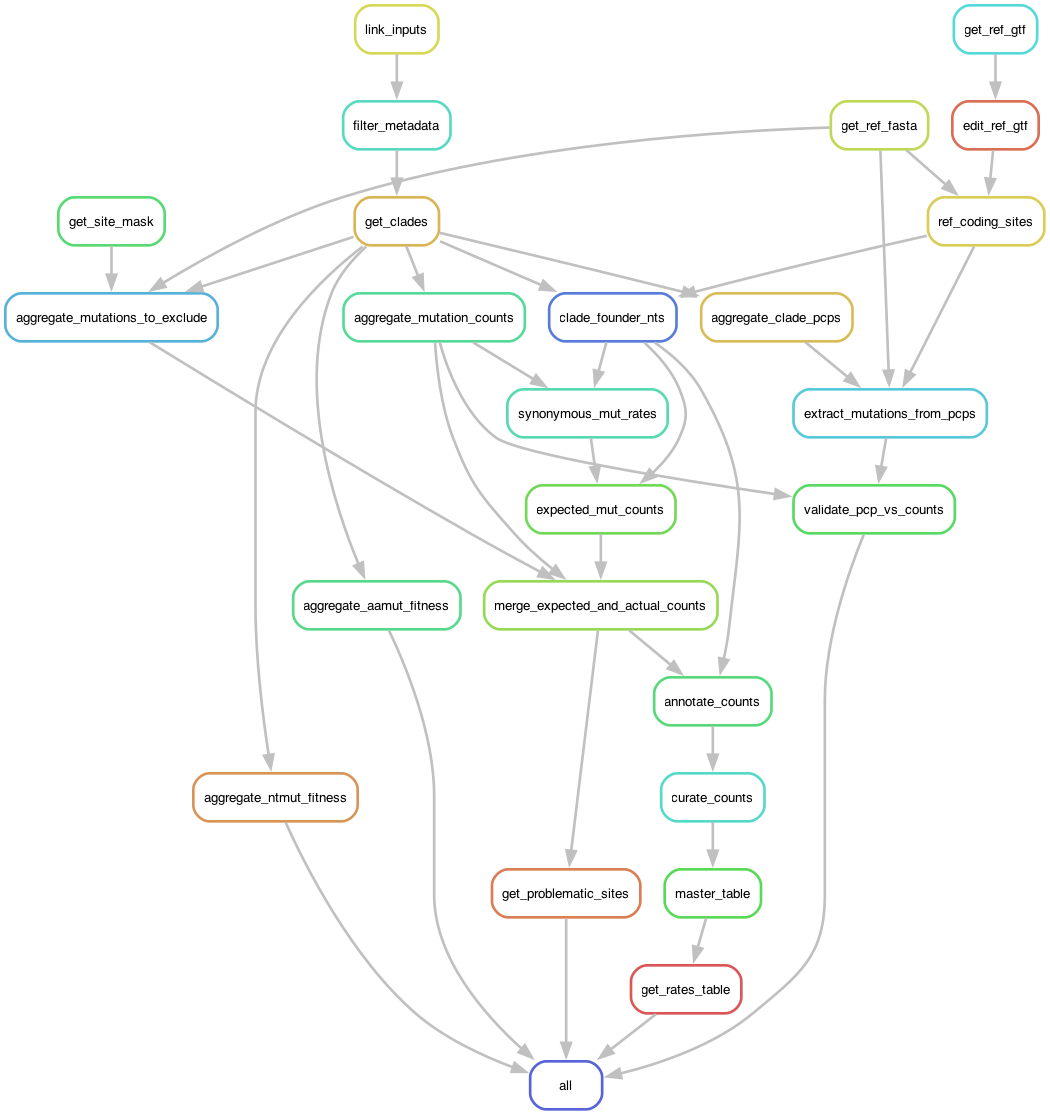 link_inputs
get_ref_gtf
filter_metadata
get_ref_fasta
edit_ref_gtf
get_site_mask
get_clades
ref_coding_sites
aggregate_mutations_to_exclude
aggregate_mutation_counts
clade_founder_nts
aggregate_clade_pcps
synonymous_mut_rates
extract_mutations_from_pcps
expected_mut_counts
validate_pcp_vs_counts
aggregate_aamut_fitness
merge_expected_and_actual_counts
annotate_counts
aggregate_ntmut_fitness
curate_counts
get_problematic_sites
master_table
get_rates_table
all